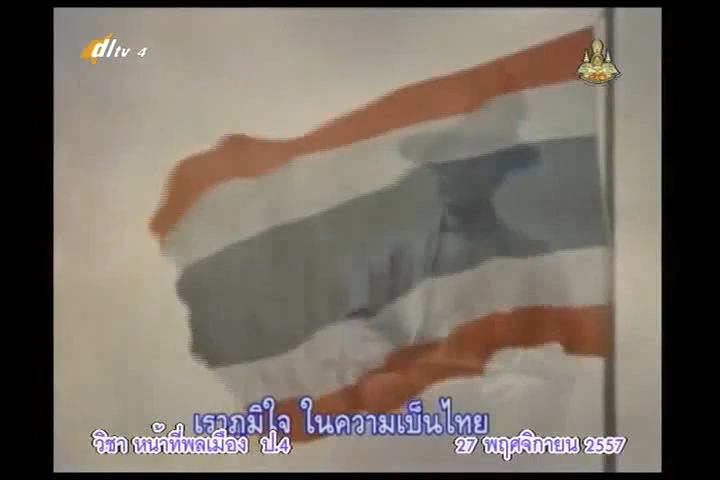 dltv 4
เราภูมิใจ ในความเป็นไทย
วิชา หน้าที่พลเมือง ป.4
27 พฤศจิกายน 2557